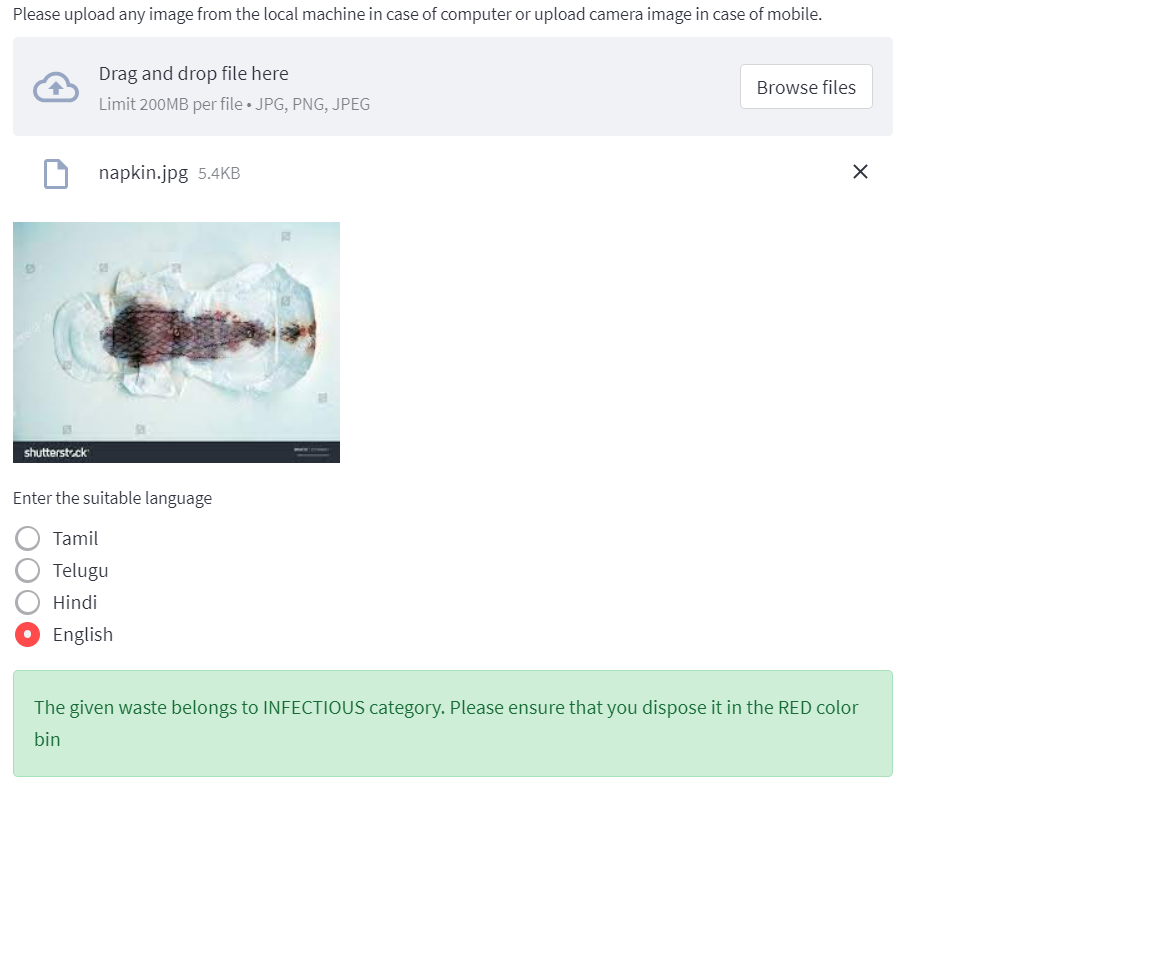 Please upload any image from the local machine in case of computer or upload camera image in case of mobile.
Drag and drop file here
Limit 200MB per file • JPG, PNG, JPEG
Browse files
napkin.jpg 5.4KB
shutterstock
Enter the suitable language
Tamil
Telugu
Hindi
English
The given waste belongs to INFECTIOUS category. Please ensure that you dispose it in the RED color
bin